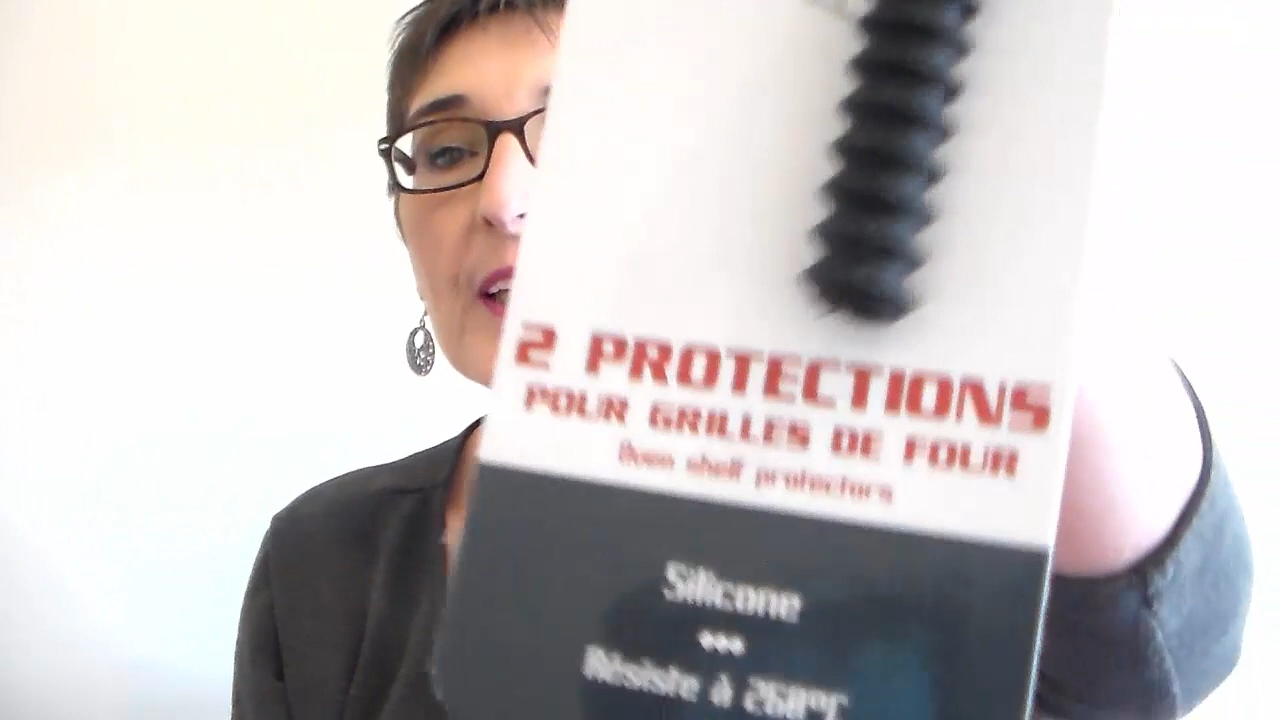 2 PROTECTIONS
POUR GRILLES DE FOUR
Oven shelf protectors
Silicone
Résiste à 260°C